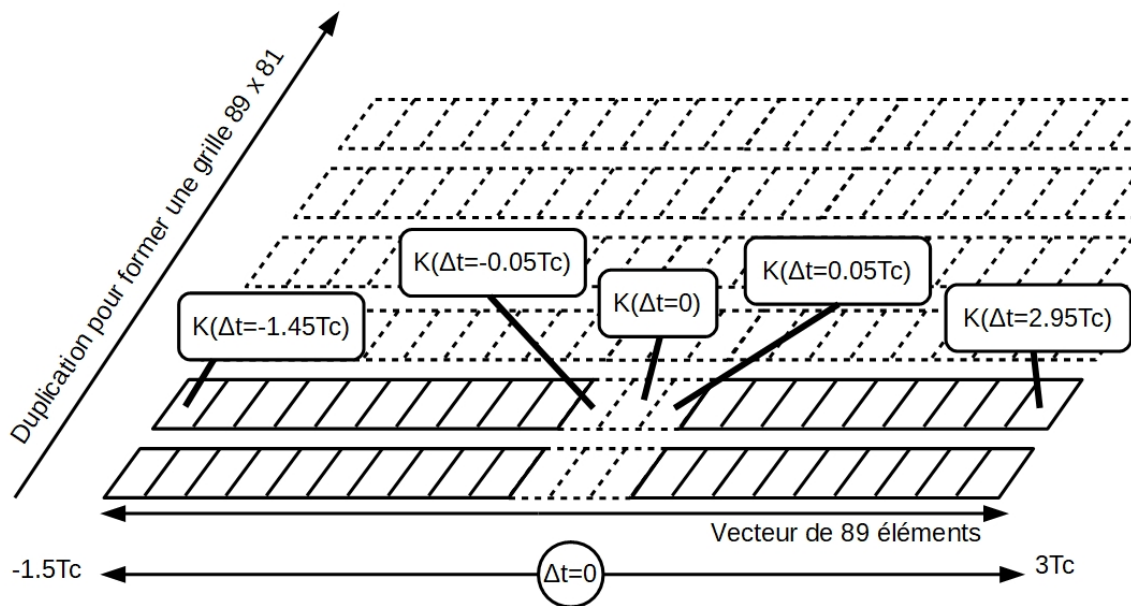 Duplication pour former une grille 89 x 81
K(Δt=-0.05Tc)
K(Δt=0)
K(Δt=0.05Tc)
K(Δt=-1.45Tc)
K(Δt=2.95Tc)
Vecteur de 89 éléments
-1.5Tc
Δt=0
3Tc